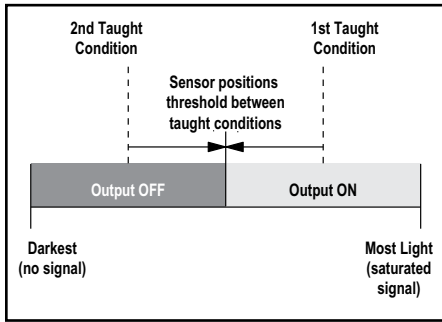 2nd Taught
Condition
1st Taught
Condition
Sensor positions
threshold between
taught conditions
Output OFF
Output ON
Darkest
(no signal)
Most Light
(saturated
signal)